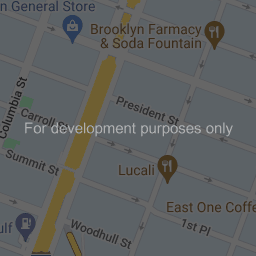 n General Store
Brooklyn Farmacy
& Soda Fountain
Columbia St
Carroll St
President St
For development purposes only
Summit St
Lucali
East One Coffe
ulf
Woodhull St
1st Pl